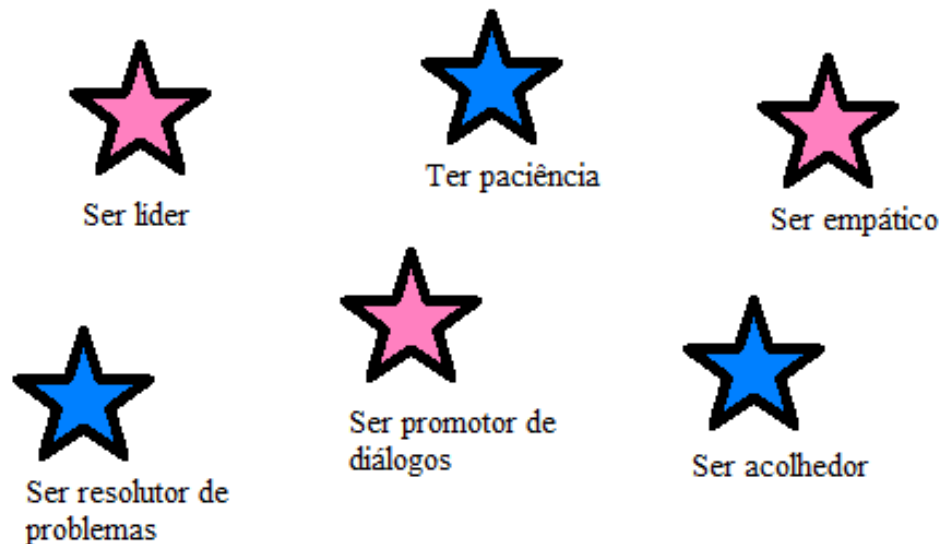 Ser líder
Ter paciência
Ser empático
Ser resolutor de
problemas
Ser promotor de
diálogos
Ser acolhedor